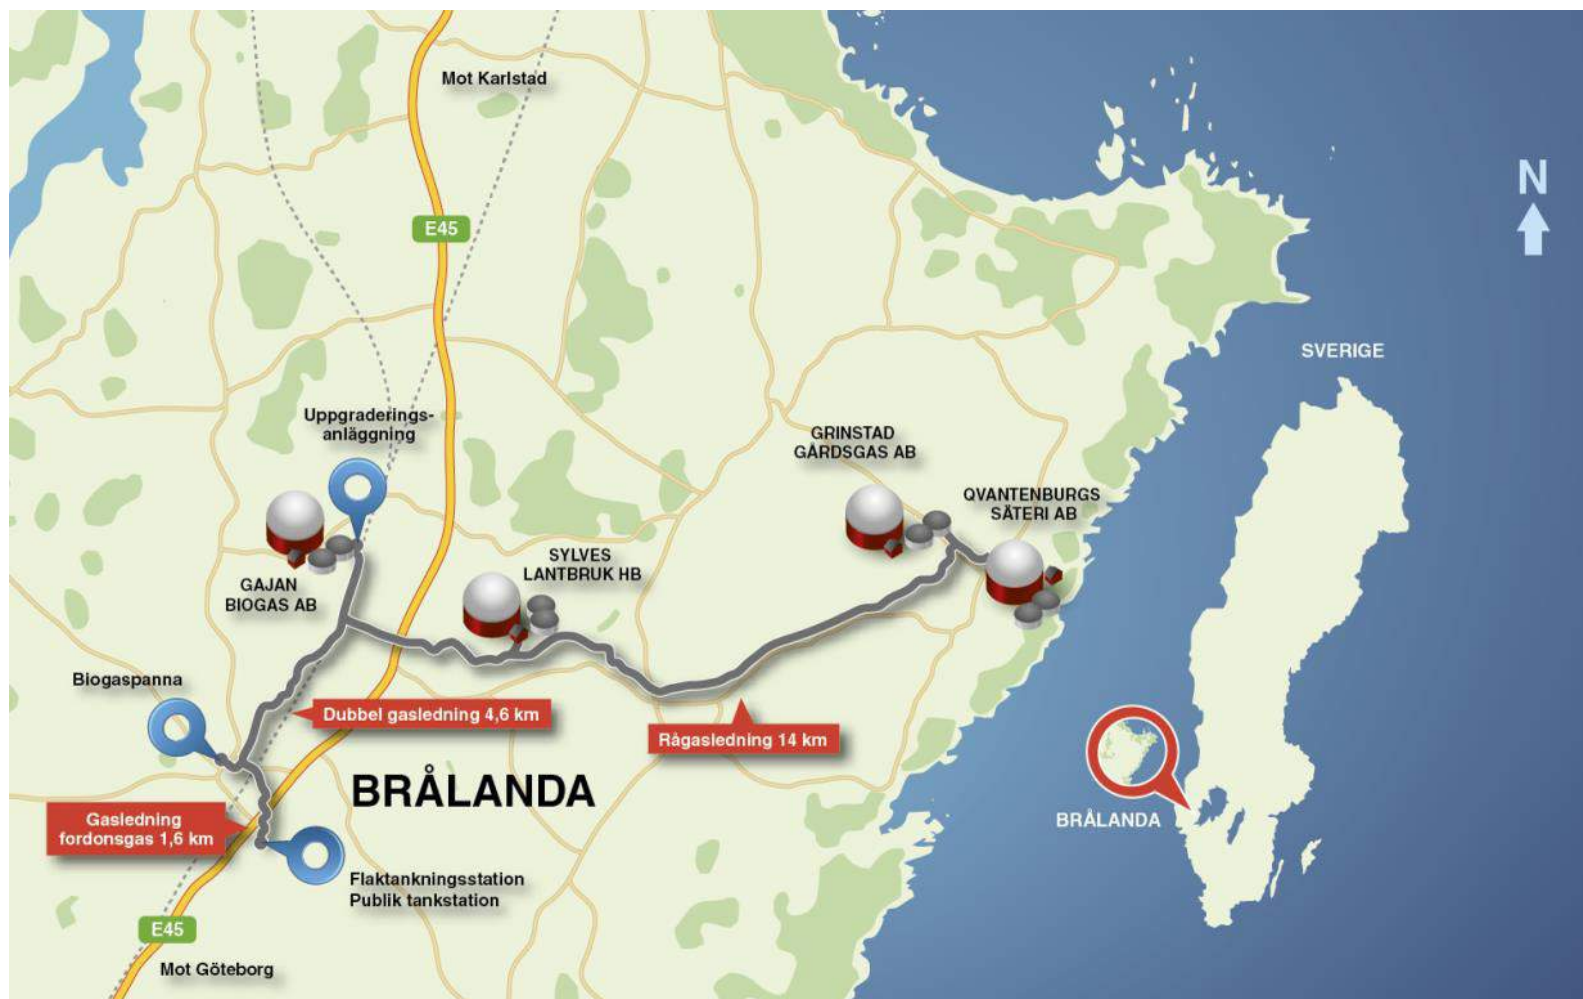 Mot Karlstad
N
E45
SVERIGE
Uppgraderings-
anläggning
GRINSTAD
GÅRDSGAS AB
QVANTENBURGS
SÄTERI AB
SYLVES
LANTBRUK HB
GAJAN
BIOGAS AB
Biogaspanna
Dubbel gasledning 4,6 km
Rågasledning 14 km
BRÅLANDA
BRÅLANDA
Gasledning
fordonsgas 1,6 km
Flaktankningsstation
Publik tankstation
E45
Mot Göteborg